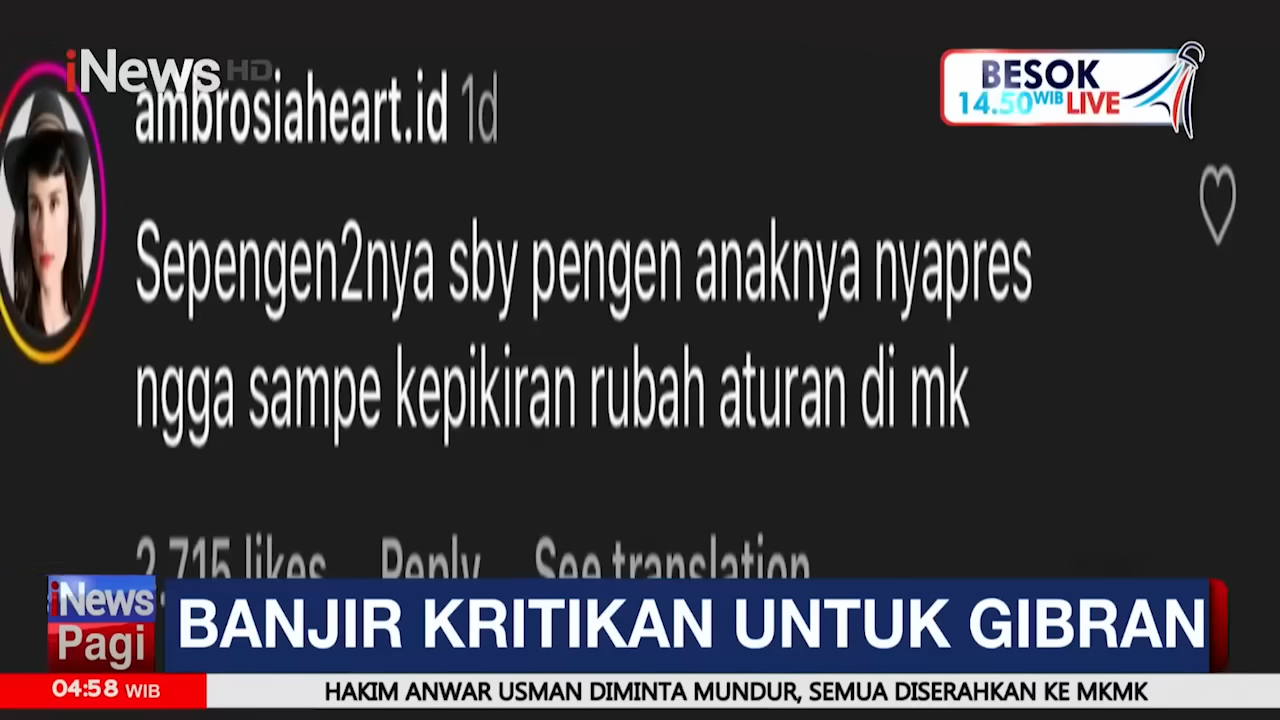 iNews HD
BESOK
14.50 WIB LIVE
ambrosiaheart.id 1d
Sepengen2nya sby pengen anaknya nyapres
ngga sampe kepikiran rubah aturan di mk
2.715 likes Reply See translation
iNews
Pagi
BANJIR KRITIKAN UNTUK GIBRAN
04:58 WIB
HAKIM ANWAR USMAN DIMINTA MUNDUR, SEMUA DISERAHKAN KE MKMK